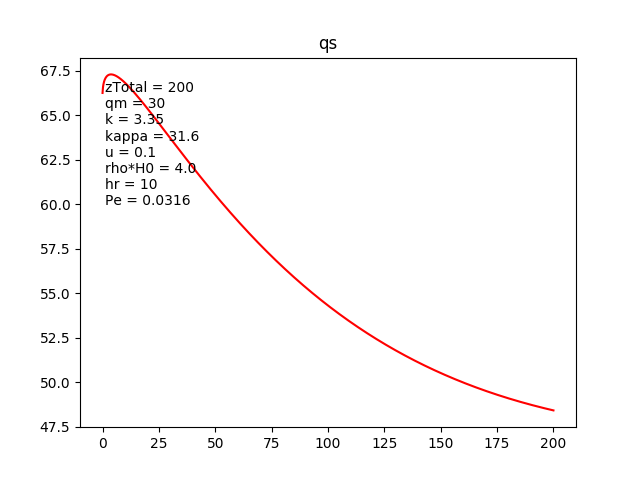 qs
67.5
65.0
62.5
60.0
57.5
55.0
52.5
50.0
47.5
zTotal = 200
qm = 30
k = 3.35
kappa = 31.6
u = 0.1
rho*H0 = 4.0
hr = 10
Pe = 0.0316
0 25 50 75 100 125 150 175 200